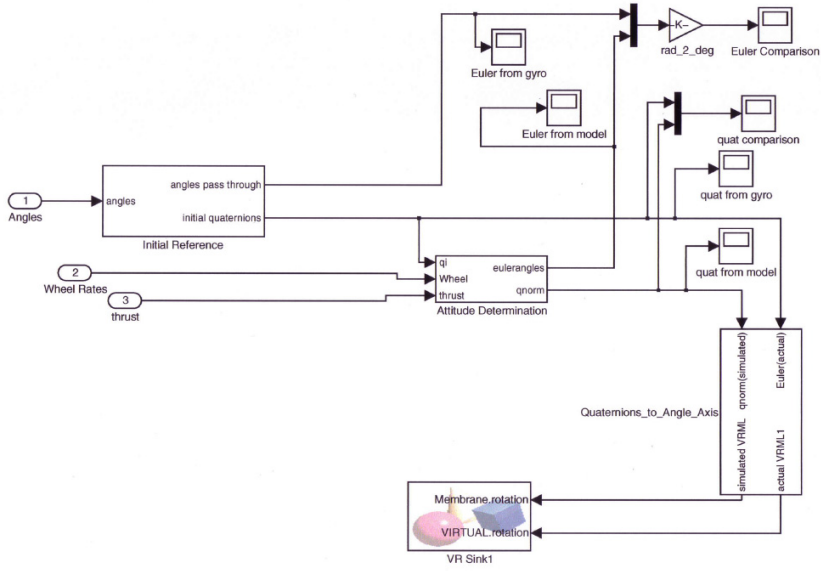 -K-
rad_2_deg
Euler Comparison
Euler from gyro
Euler from model
quat comparison
angles pass through
1
angles
quat from gyro
Angles
initial quaternions
Initial Reference
2
qi
eulerangles
Wheel
quat from model
Wheel Rates
3
thrust
qnorm
thrust
Attitude Determination
qnorm(simulated)
Euler(actual)
Quaternions_to_Angle_Axis
simulated VRML
actual VRML1
Membrane.rotation
VIRTUAL.rotation
VR Sink1